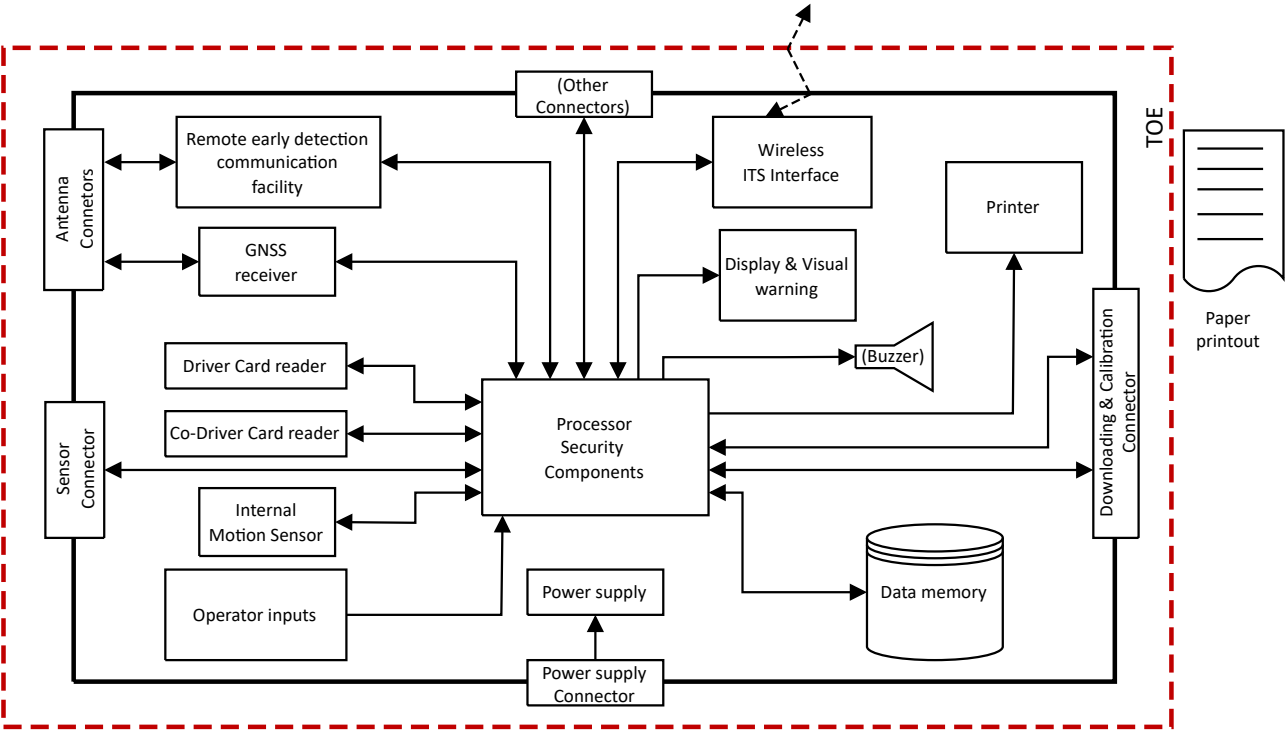 (Other
Connectors)
TOE
Remote early detection
communication
facility
Wireless
ITS Interface
Antenna
Connetors
Printer
GNSS
receiver
Display & Visual
warning
Paper
printout
Driver Card reader
(Buzzer)
Downloading & Calibration
Connector
Co-Driver Card reader
Processor
Security
Components
Sensor
Connector
Internal
Motion Sensor
Operator inputs
Power supply
Data memory
Power supply
Connector